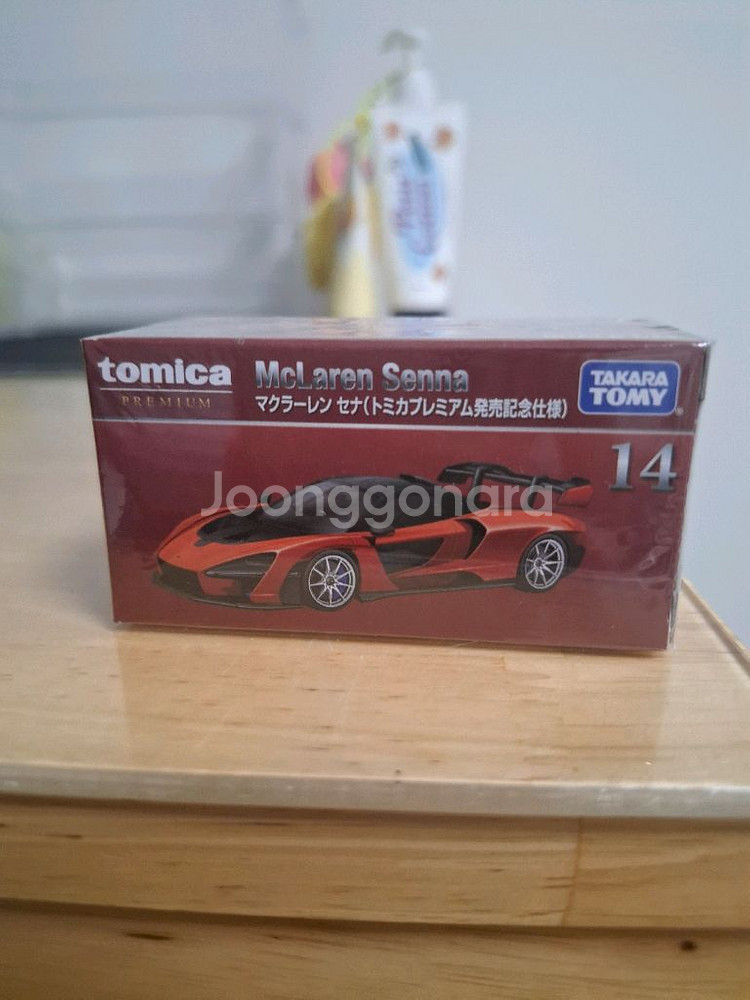 tomica
PREMIUM
McLaren Senna
マクラーレン セナ(トミカプレミアム発売記念仕様)
TAKARA
TOMY
14
Joonggonara